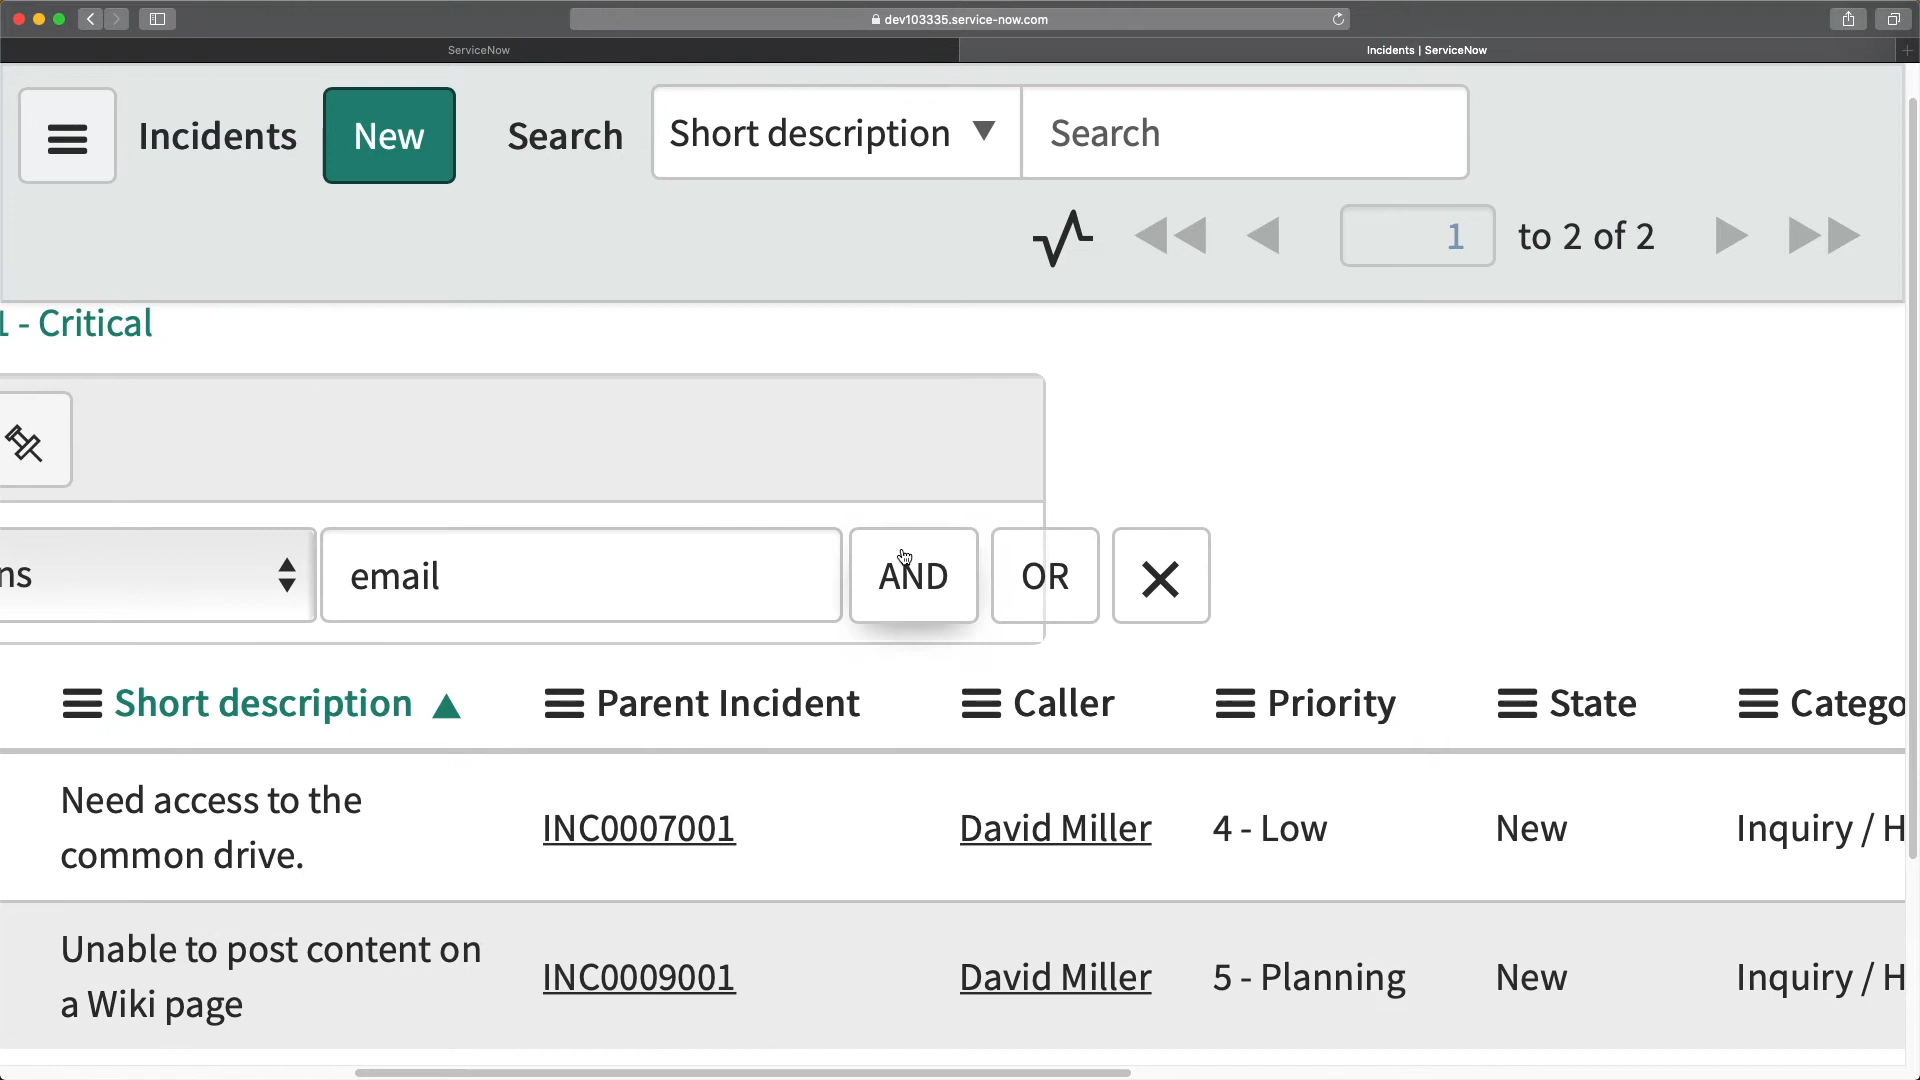 dev103335.service-now.com
ServiceNow
Incidents | ServiceNow
Incidents
New
Search
Short description
Search
1
to 2 of 2
1 - Critical
ns
email
AND
OR
Short description
Parent Incident
Caller
Priority
State
Catego
Need access to the
common drive.
INC0007001
David Miller
4 - Low
New
Inquiry / H
Unable to post content on
a Wiki page
INC0009001
David Miller
5 - Planning
New
Inquiry / H